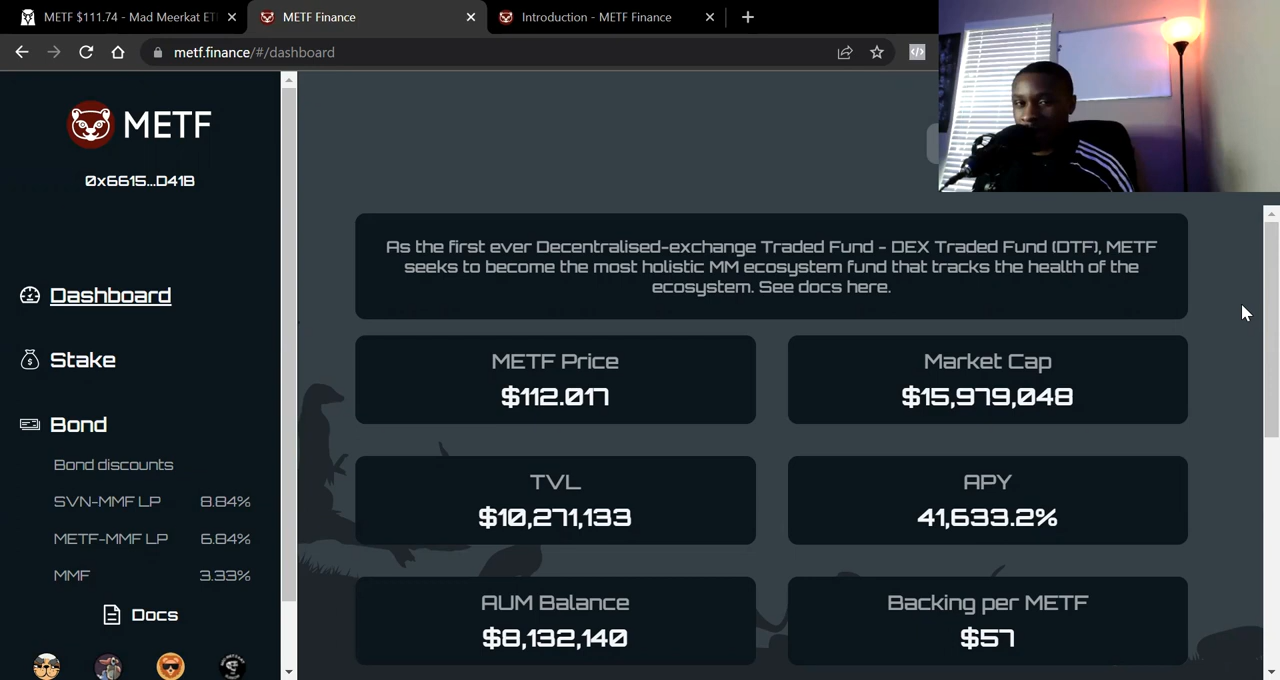 METF $111.74 - Mad Meerkat ET
METF Finance
Introduction - METF Finance
metf.finance/#/dashboard
METF
0x6615...D41B
Dashboard
Stake
Bond
Bond discounts
SVN-MMF LP 8.84%
METF-MMF LP 6.84%
MMF 3.33%
Docs
As the first ever Decentralised-exchange Traded Fund - DEX Traded Fund (DTF), METF
seeks to become the most holistic MM ecosystem fund that tracks the health of the
ecosystem. See docs here.
METF Price
$112.017
Market Cap
$15,979,048
TVL
$10,271,133
APY
41,633.2%
AUM Balance
$8,132,140
Backing per METF
$57